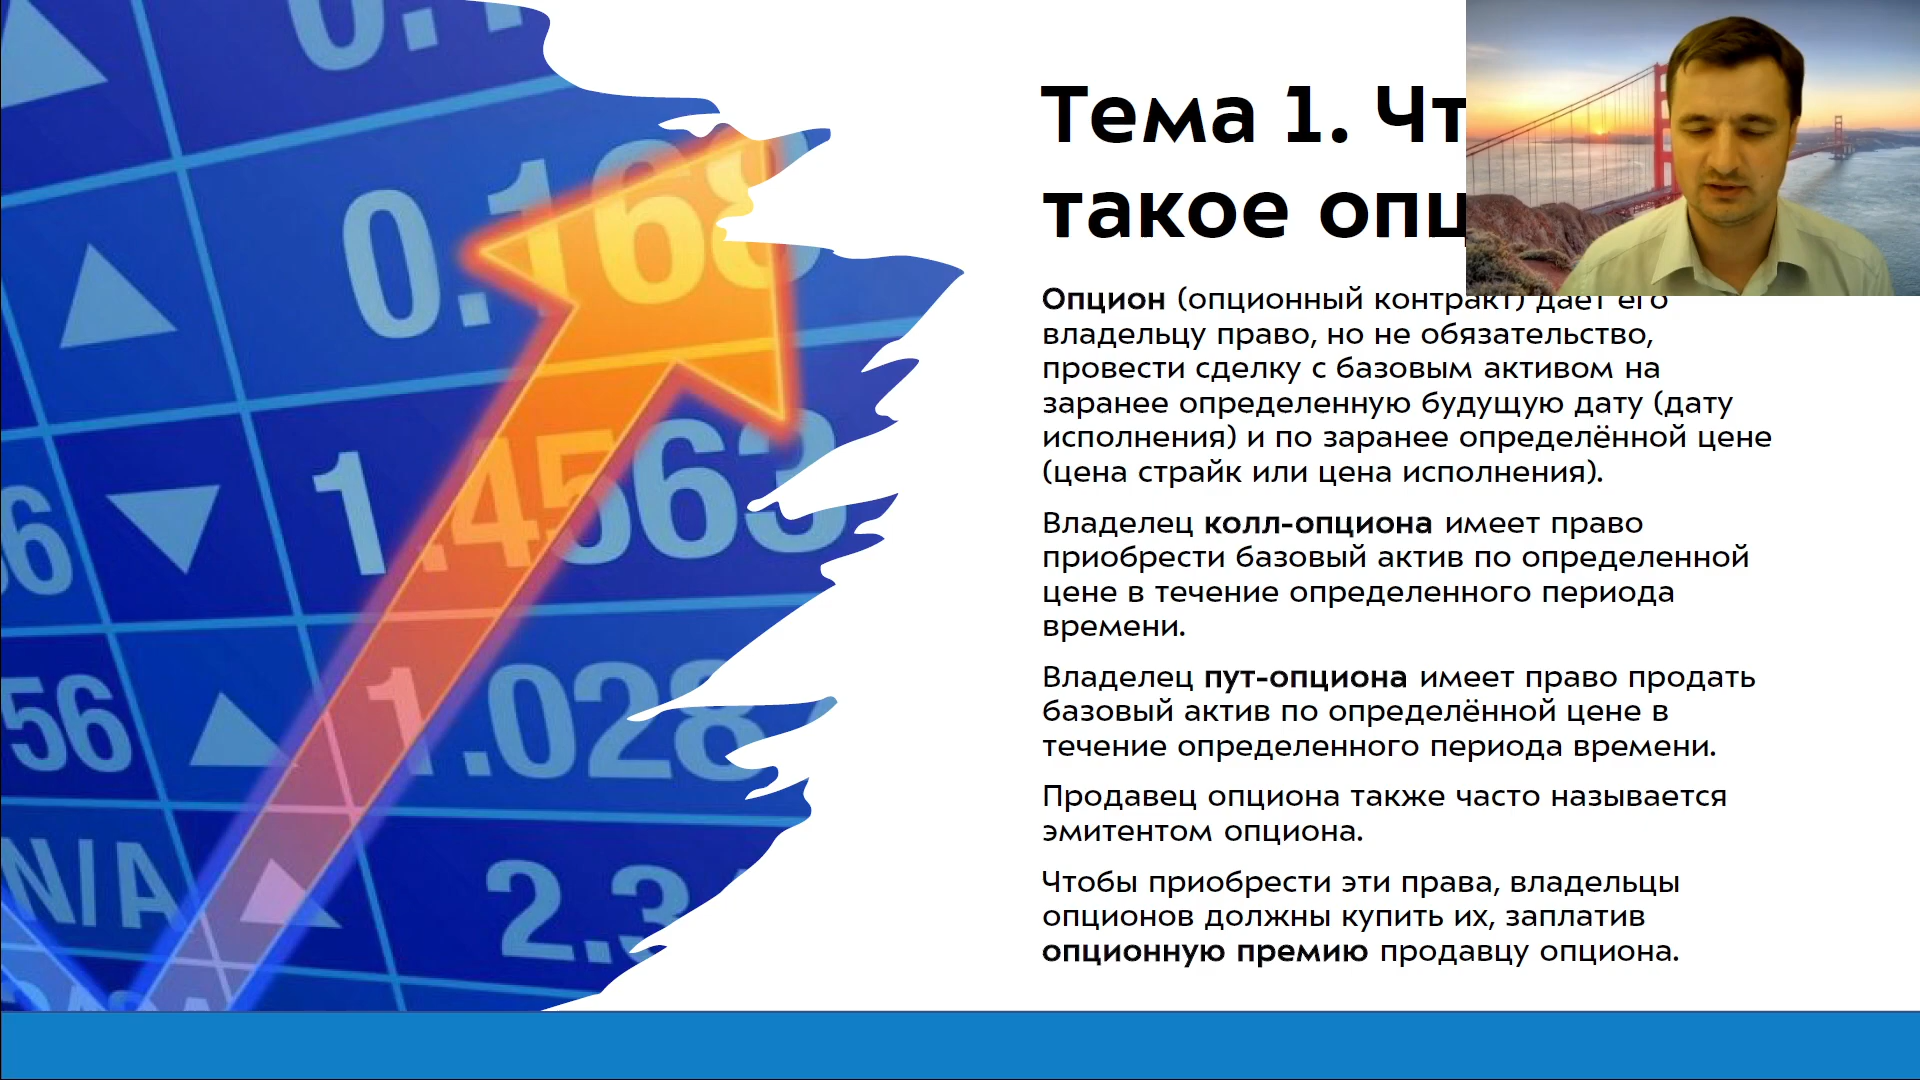 0.1
0.168
1.4563
6
56
1.028
N/A
2.3
Тема 1. Чт
такое опц
Опцион (опционный контракт) дает его
владельцу право, но не обязательство,
провести сделку с базовым активом на
заранее определенную будущую дату (дату
исполнения) и по заранее определённой цене
(цена страйк или цена исполнения).
Владелец колл-опциона имеет право
приобрести базовый актив по определенной
цене в течение определенного периода
времени.
Владелец пут-опциона имеет право продать
базовый актив по определённой цене в
течение определенного периода времени.
Продавец опциона также часто называется
эмитентом опциона.
Чтобы приобрести эти права, владельцы
опционов должны купить их, заплатив
опционную премию продавцу опциона.